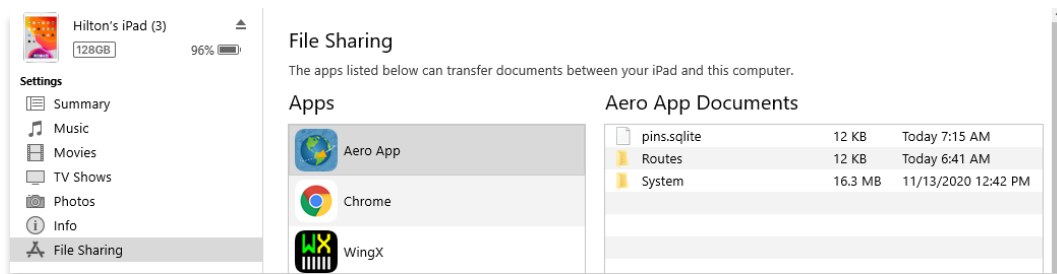 Hilton's iPad (3)
128GB 96%
Settings
Summary
Music
Movies
TV Shows
Photos
Info
File Sharing
File Sharing
The apps listed below can transfer documents between your iPad and this computer.
Apps
Aero App
Chrome
WX
WingX
Aero App Documents
pins.sqlite 12 KB Today 7:15 AM
Routes 12 KB Today 6:41 AM
System 16.3 MB 11/13/2020 12:42 PM